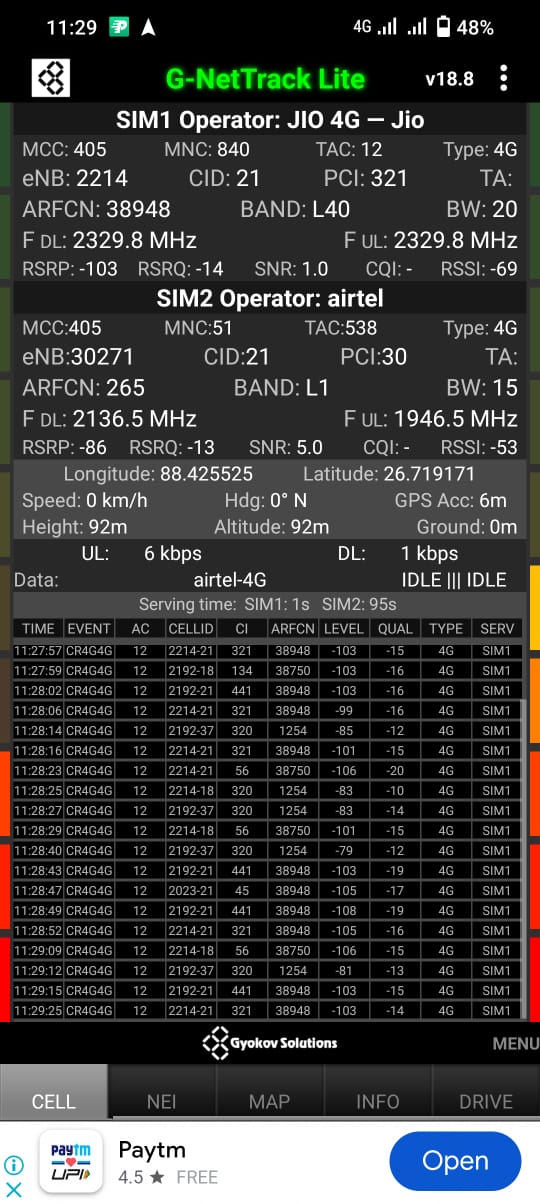 11:29 4G 48%
G-NetTrack Lite v18.8
SIM1 Operator: JIO 4G — Jio
MCC: 405 MNC: 840 TAC: 12 Type: 4G
eNB: 2214 CID: 21 PCI: 321 TA:
ARFCN: 38948 BAND: L40 BW: 20
F DL: 2329.8 MHz F UL: 2329.8 MHz
RSRP: -103 RSRQ: -14 SNR: 1.0 CQI: - RSSI: -69
SIM2 Operator: airtel
MCC:405 MNC:51 TAC:538 Type: 4G
eNB:30271 CID:21 PCI:30 TA:
ARFCN: 265 BAND: L1 BW: 15
F DL: 2136.5 MHz F UL: 1946.5 MHz
RSRP: -86 RSRQ: -13 SNR: 5.0 CQI: - RSSI: -53
Longitude: 88.425525 Latitude: 26.719171
Speed: 0 km/h Hdg: 0° N GPS Acc: 6m
Height: 92m Altitude: 92m Ground: 0m
UL: 6 kbps DL: 1 kbps
Data: airtel-4G IDLE ||| IDLE
Serving time: SIM1: 1s SIM2: 95s
TIME EVENT AC CELLID CI ARFCN LEVEL QUAL TYPE SERV
11:27:57 CR4G4G 12 2214-21 321 38948 -103 -15 4G SIM1
11:27:59 CR4G4G 12 2192-18 134 38750 -103 -16 4G SIM1
11:28:02 CR4G4G 12 2192-21 441 38948 -103 -16 4G SIM1
11:28:06 CR4G4G 12 2214-21 321 38948 -99 -16 4G SIM1
11:28:14 CR4G4G 12 2192-37 320 1254 -85 -12 4G SIM1
11:28:16 CR4G4G 12 2214-21 321 38948 -101 -15 4G SIM1
11:28:23 CR4G4G 12 2214-21 56 38750 -106 -20 4G SIM1
11:28:25 CR4G4G 12 2214-18 320 1254 -83 -10 4G SIM1
11:28:27 CR4G4G 12 2192-37 320 1254 -83 -14 4G SIM1
11:28:29 CR4G4G 12 2214-18 56 38750 -101 -15 4G SIM1
11:28:40 CR4G4G 12 2192-37 320 1254 -79 -12 4G SIM1
11:28:43 CR4G4G 12 2192-21 441 38948 -103 -19 4G SIM1
11:28:47 CR4G4G 12 2023-21 45 38948 -105 -17 4G SIM1
11:28:49 CR4G4G 12 2192-21 441 38948 -108 -19 4G SIM1
11:28:52 CR4G4G 12 2214-21 321 38948 -105 -16 4G SIM1
11:29:09 CR4G4G 12 2214-18 56 38750 -106 -15 4G SIM1
11:29:12 CR4G4G 12 2192-37 320 1254 -81 -13 4G SIM1
11:29:15 CR4G4G 12 2192-21 441 38948 -103 -15 4G SIM1
11:29:25 CR4G4G 12 2214-21 321 38948 -103 -14 4G SIM1
Gyokov Solutions MENU
CELL NEI MAP INFO DRIVE
paytm
UPI
Paytm
4.5 ★ FREE
Open